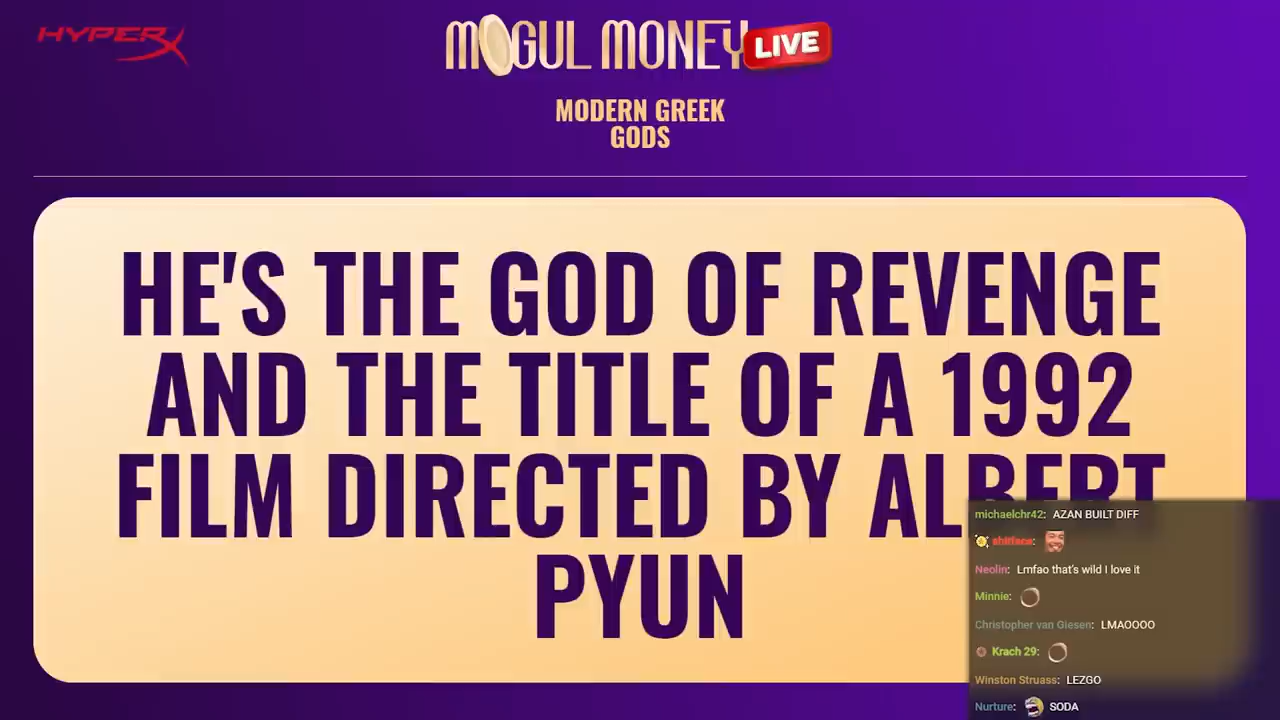 HYPERX
MOGUL MONEY LIVE
MODERN GREEK
GODS
HE'S THE GOD OF REVENGE
AND THE TITLE OF A 1992
FILM DIRECTED BY ALBERT
PYUN
michaelchr42: AZAN BUILT DIFF
shitface:
Neolin: Lmfao that's wild I love it
Minnie:
Christopher van Giesen: LMAOOOO
Krach 29:
Winston Struass: LEZGO
Nurture: SODA